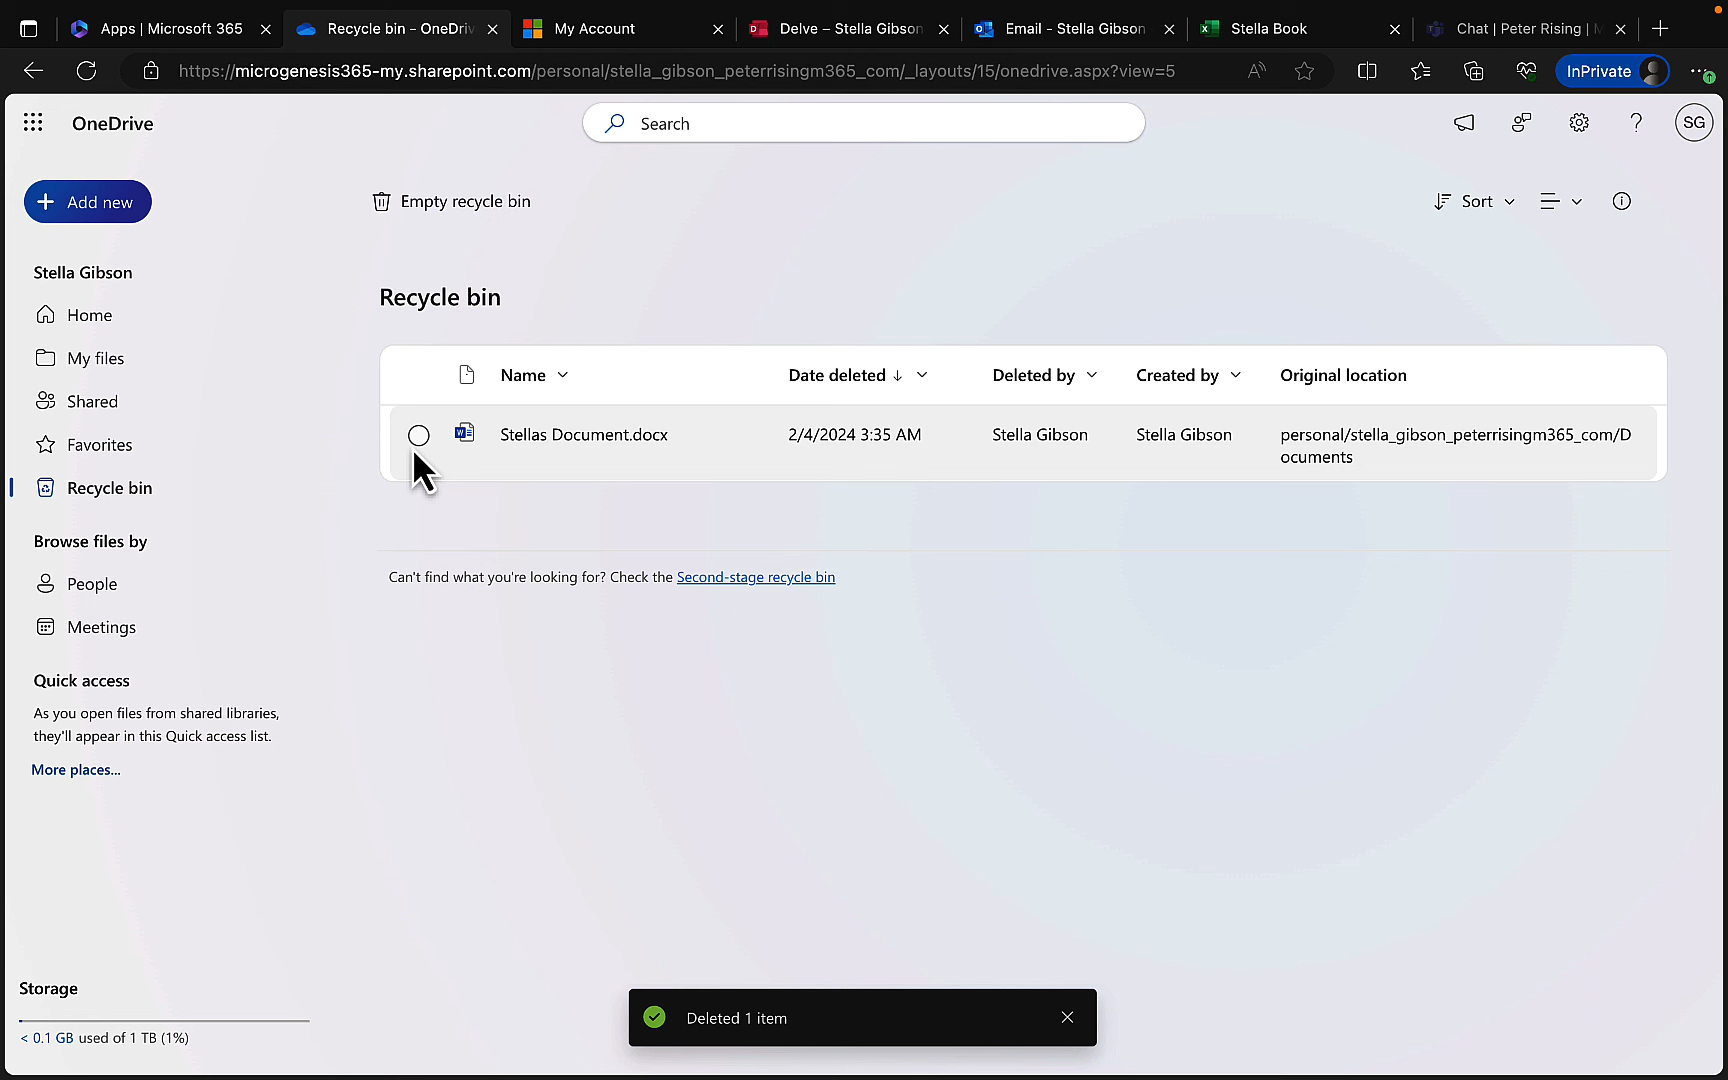 Apps | Microsoft 365
Recycle bin - OneDriv
My Account
Delve – Stella Gibson
Email - Stella Gibson
Stella Book
Chat | Peter Rising | M
https://microgenesis365-my.sharepoint.com/personal/stella_gibson_peterrisingm365_com/_layouts/15/onedrive.aspx?view=5
InPrivate
OneDrive
Search
SG
Add new
Empty recycle bin
Sort
Stella Gibson
Home
My files
Shared
Favorites
Recycle bin
Browse files by
People
Meetings
Quick access
As you open files from shared libraries,
they'll appear in this Quick access list.
More places...
Storage
< 0.1 GB used of 1 TB (1%)
Recycle bin
Name Date deleted ↓ Deleted by Created by Original location
Stellas Document.docx 2/4/2024 3:35 AM Stella Gibson Stella Gibson personal/stella_gibson_peterrisingm365_com/D
ocuments
Can't find what you're looking for? Check the Second-stage recycle bin
Deleted 1 item